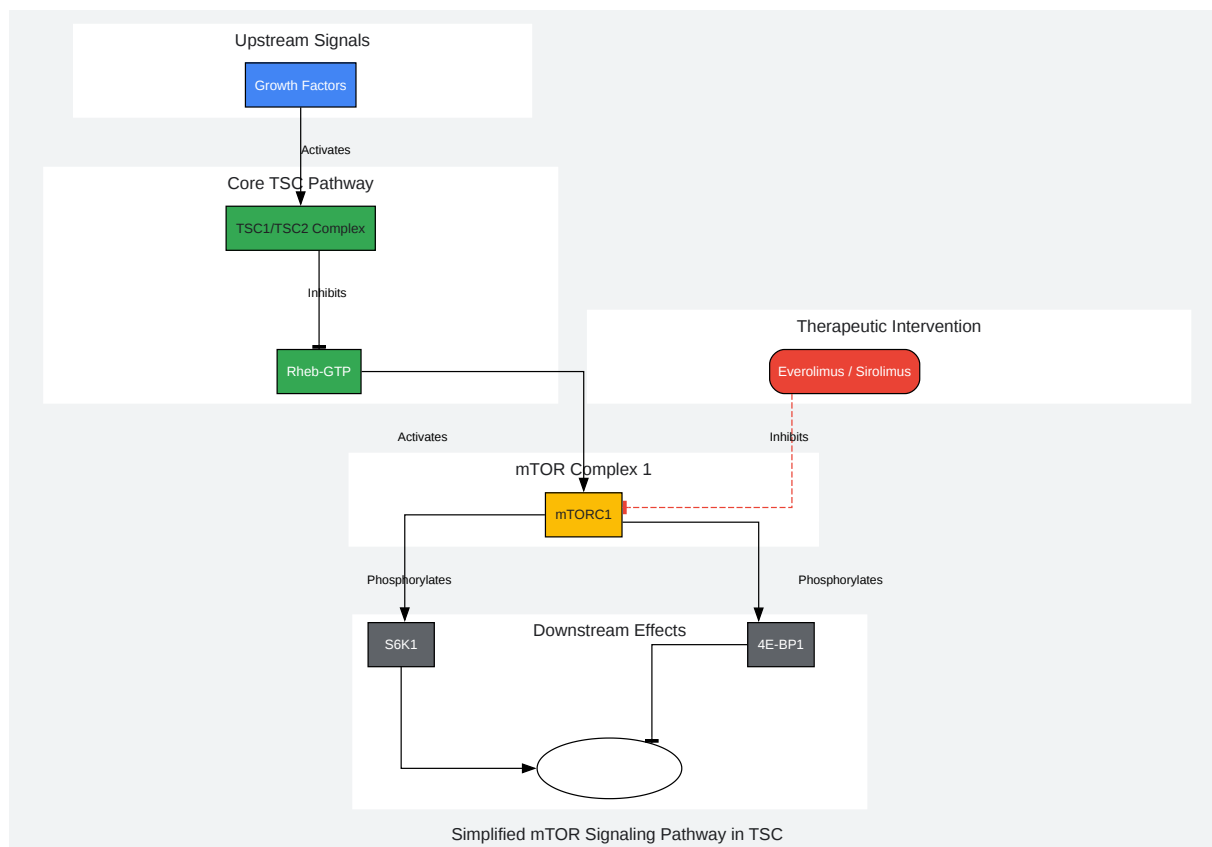 Upstream Signals
Growth Factors
Activates
Core TSC Pathway
TSC1/TSC2 Complex
Inhibits
Therapeutic Intervention
Rheb-GTP
Everolimus / Sirolimus
Activates
Inhibits
mTOR Complex 1
mTORC1
Phosphorylates
Phosphorylates
Downstream Effects
S6K1
4E-BP1
Simplified mTOR Signaling Pathway in TSC